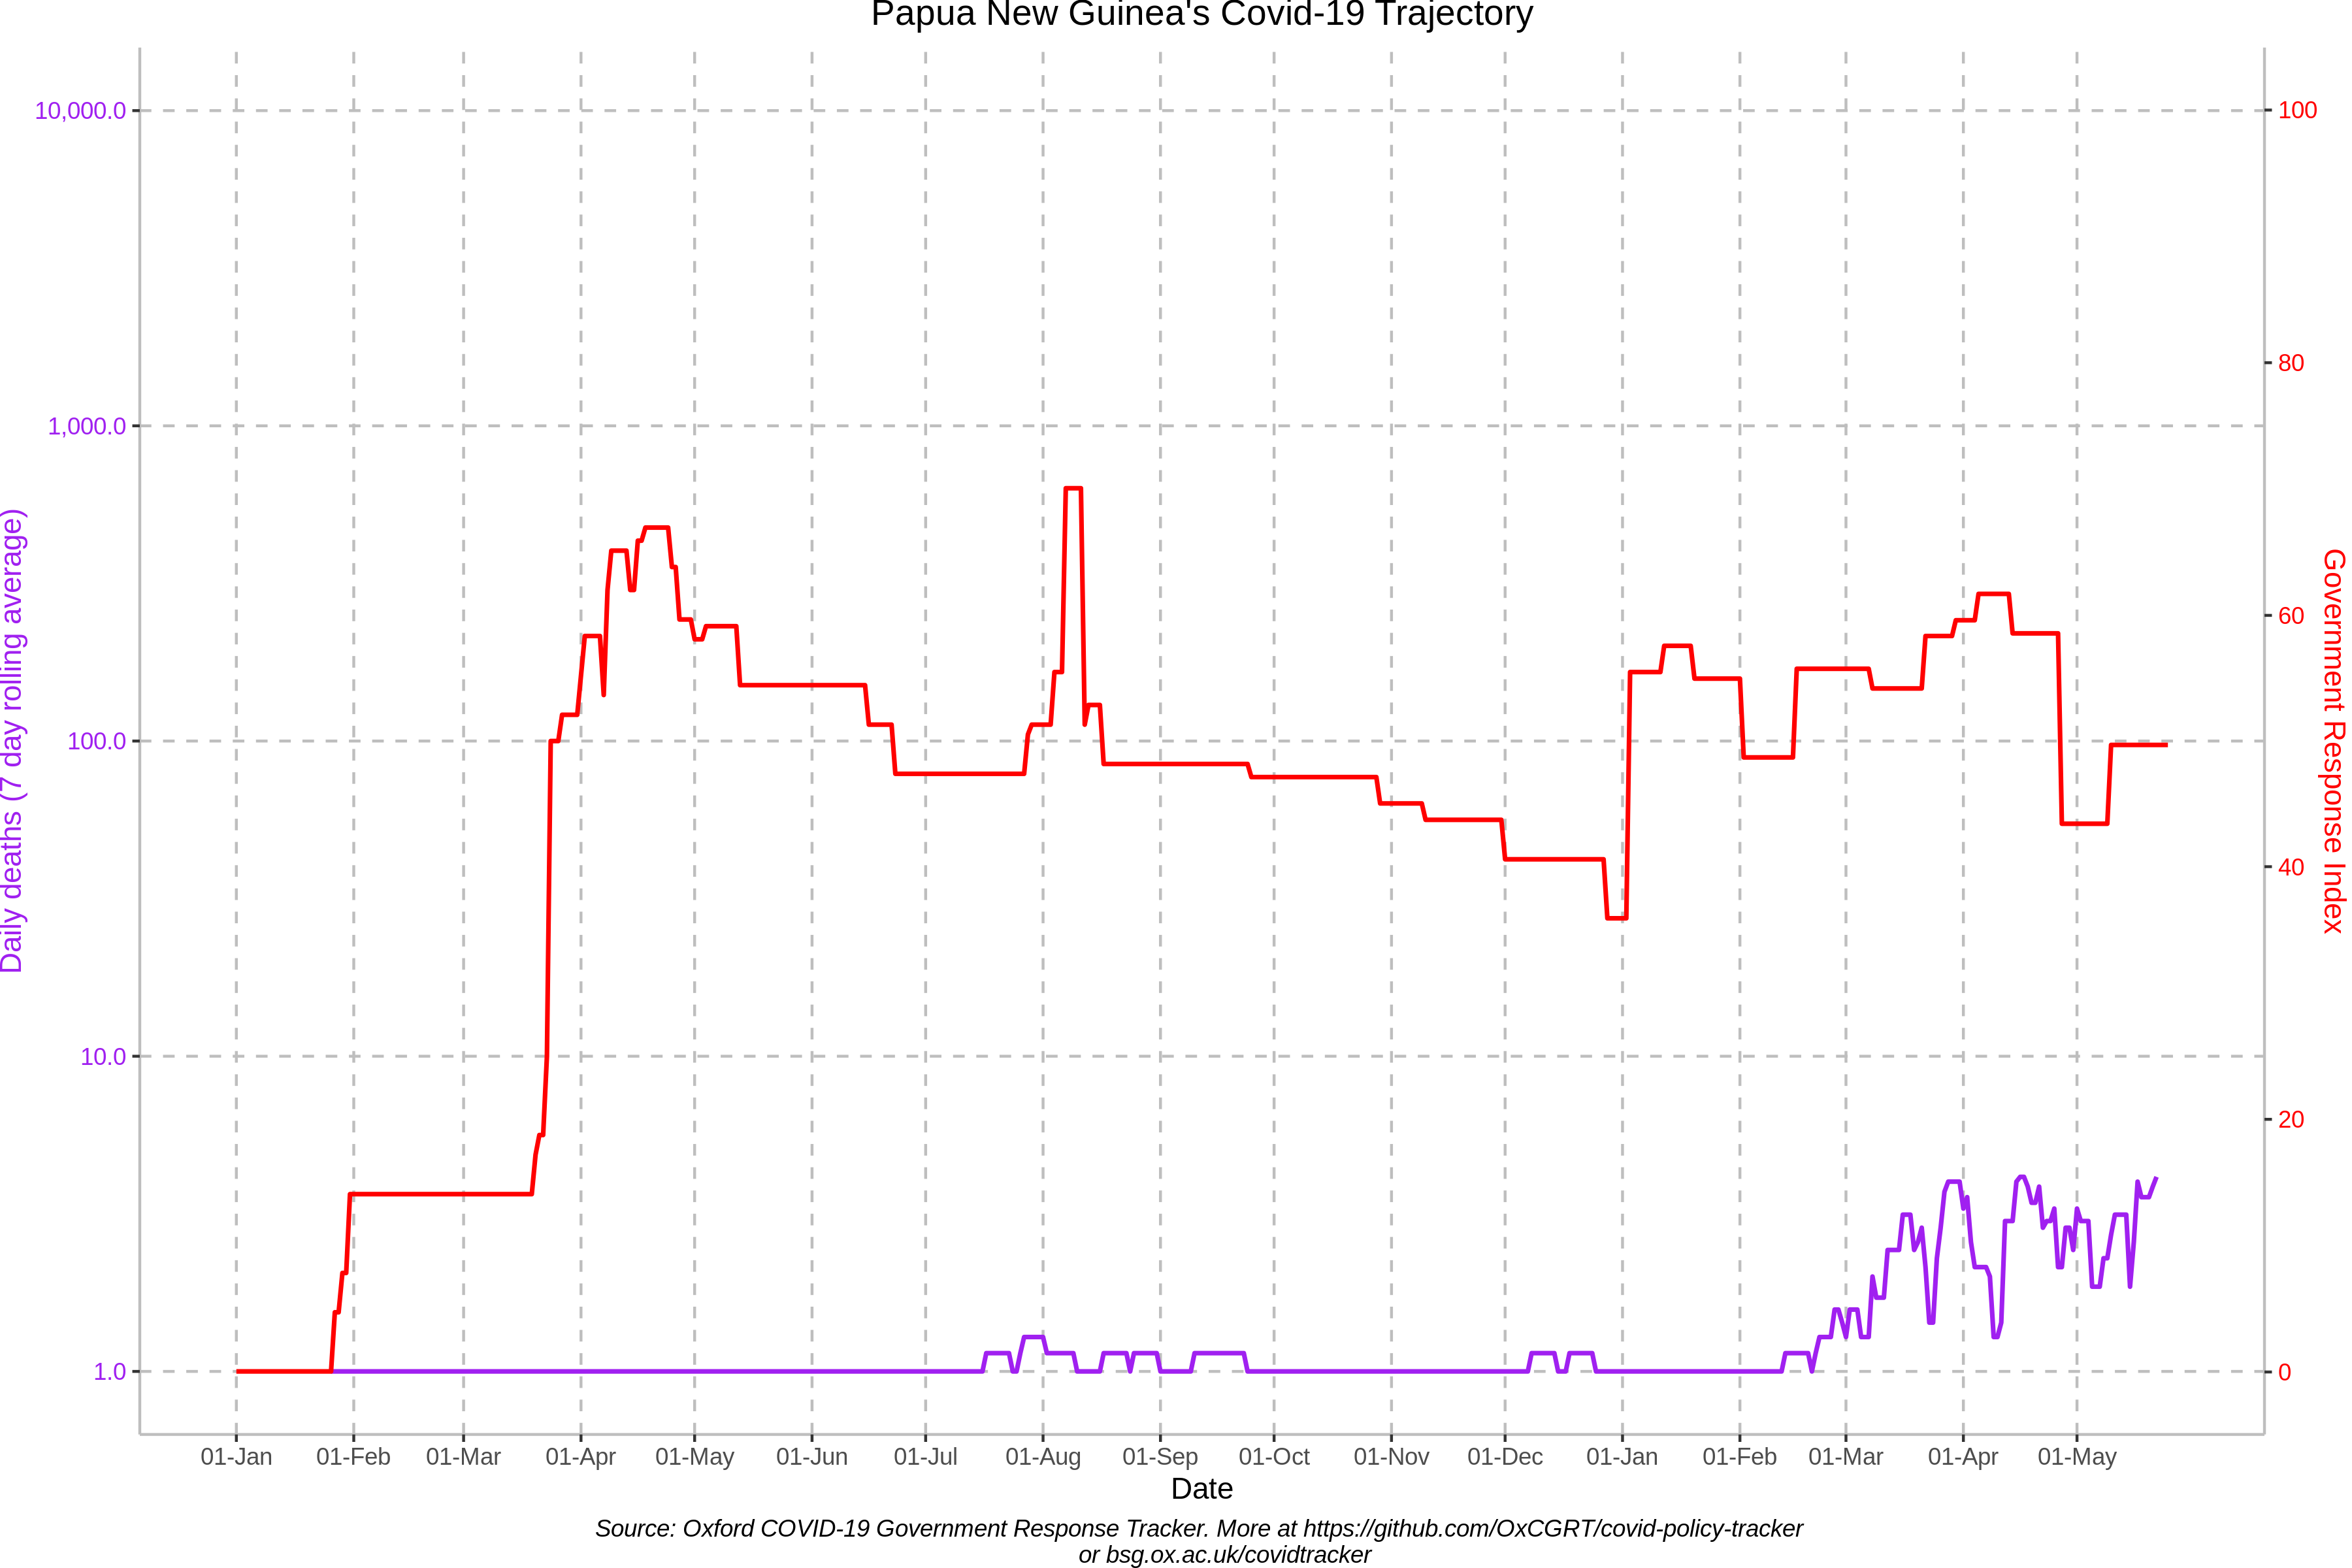 Papua New Guinea's Covid-19 Trajectory
10,000.0
1,000.0
100.0
10.0
1.0
Daily deaths (7 day rolling average)
100
80
60
40
20
0
Government Response Index
01-Jan 01-Feb 01-Mar 01-Apr 01-May 01-Jun 01-Jul 01-Aug 01-Sep 01-Oct 01-Nov 01-Dec 01-Jan 01-Feb 01-Mar 01-Apr 01-May
Date
Source: Oxford COVID-19 Government Response Tracker. More at https://github.com/OxCGRT/covid-policy-tracker
or bsg.ox.ac.uk/covidtracker